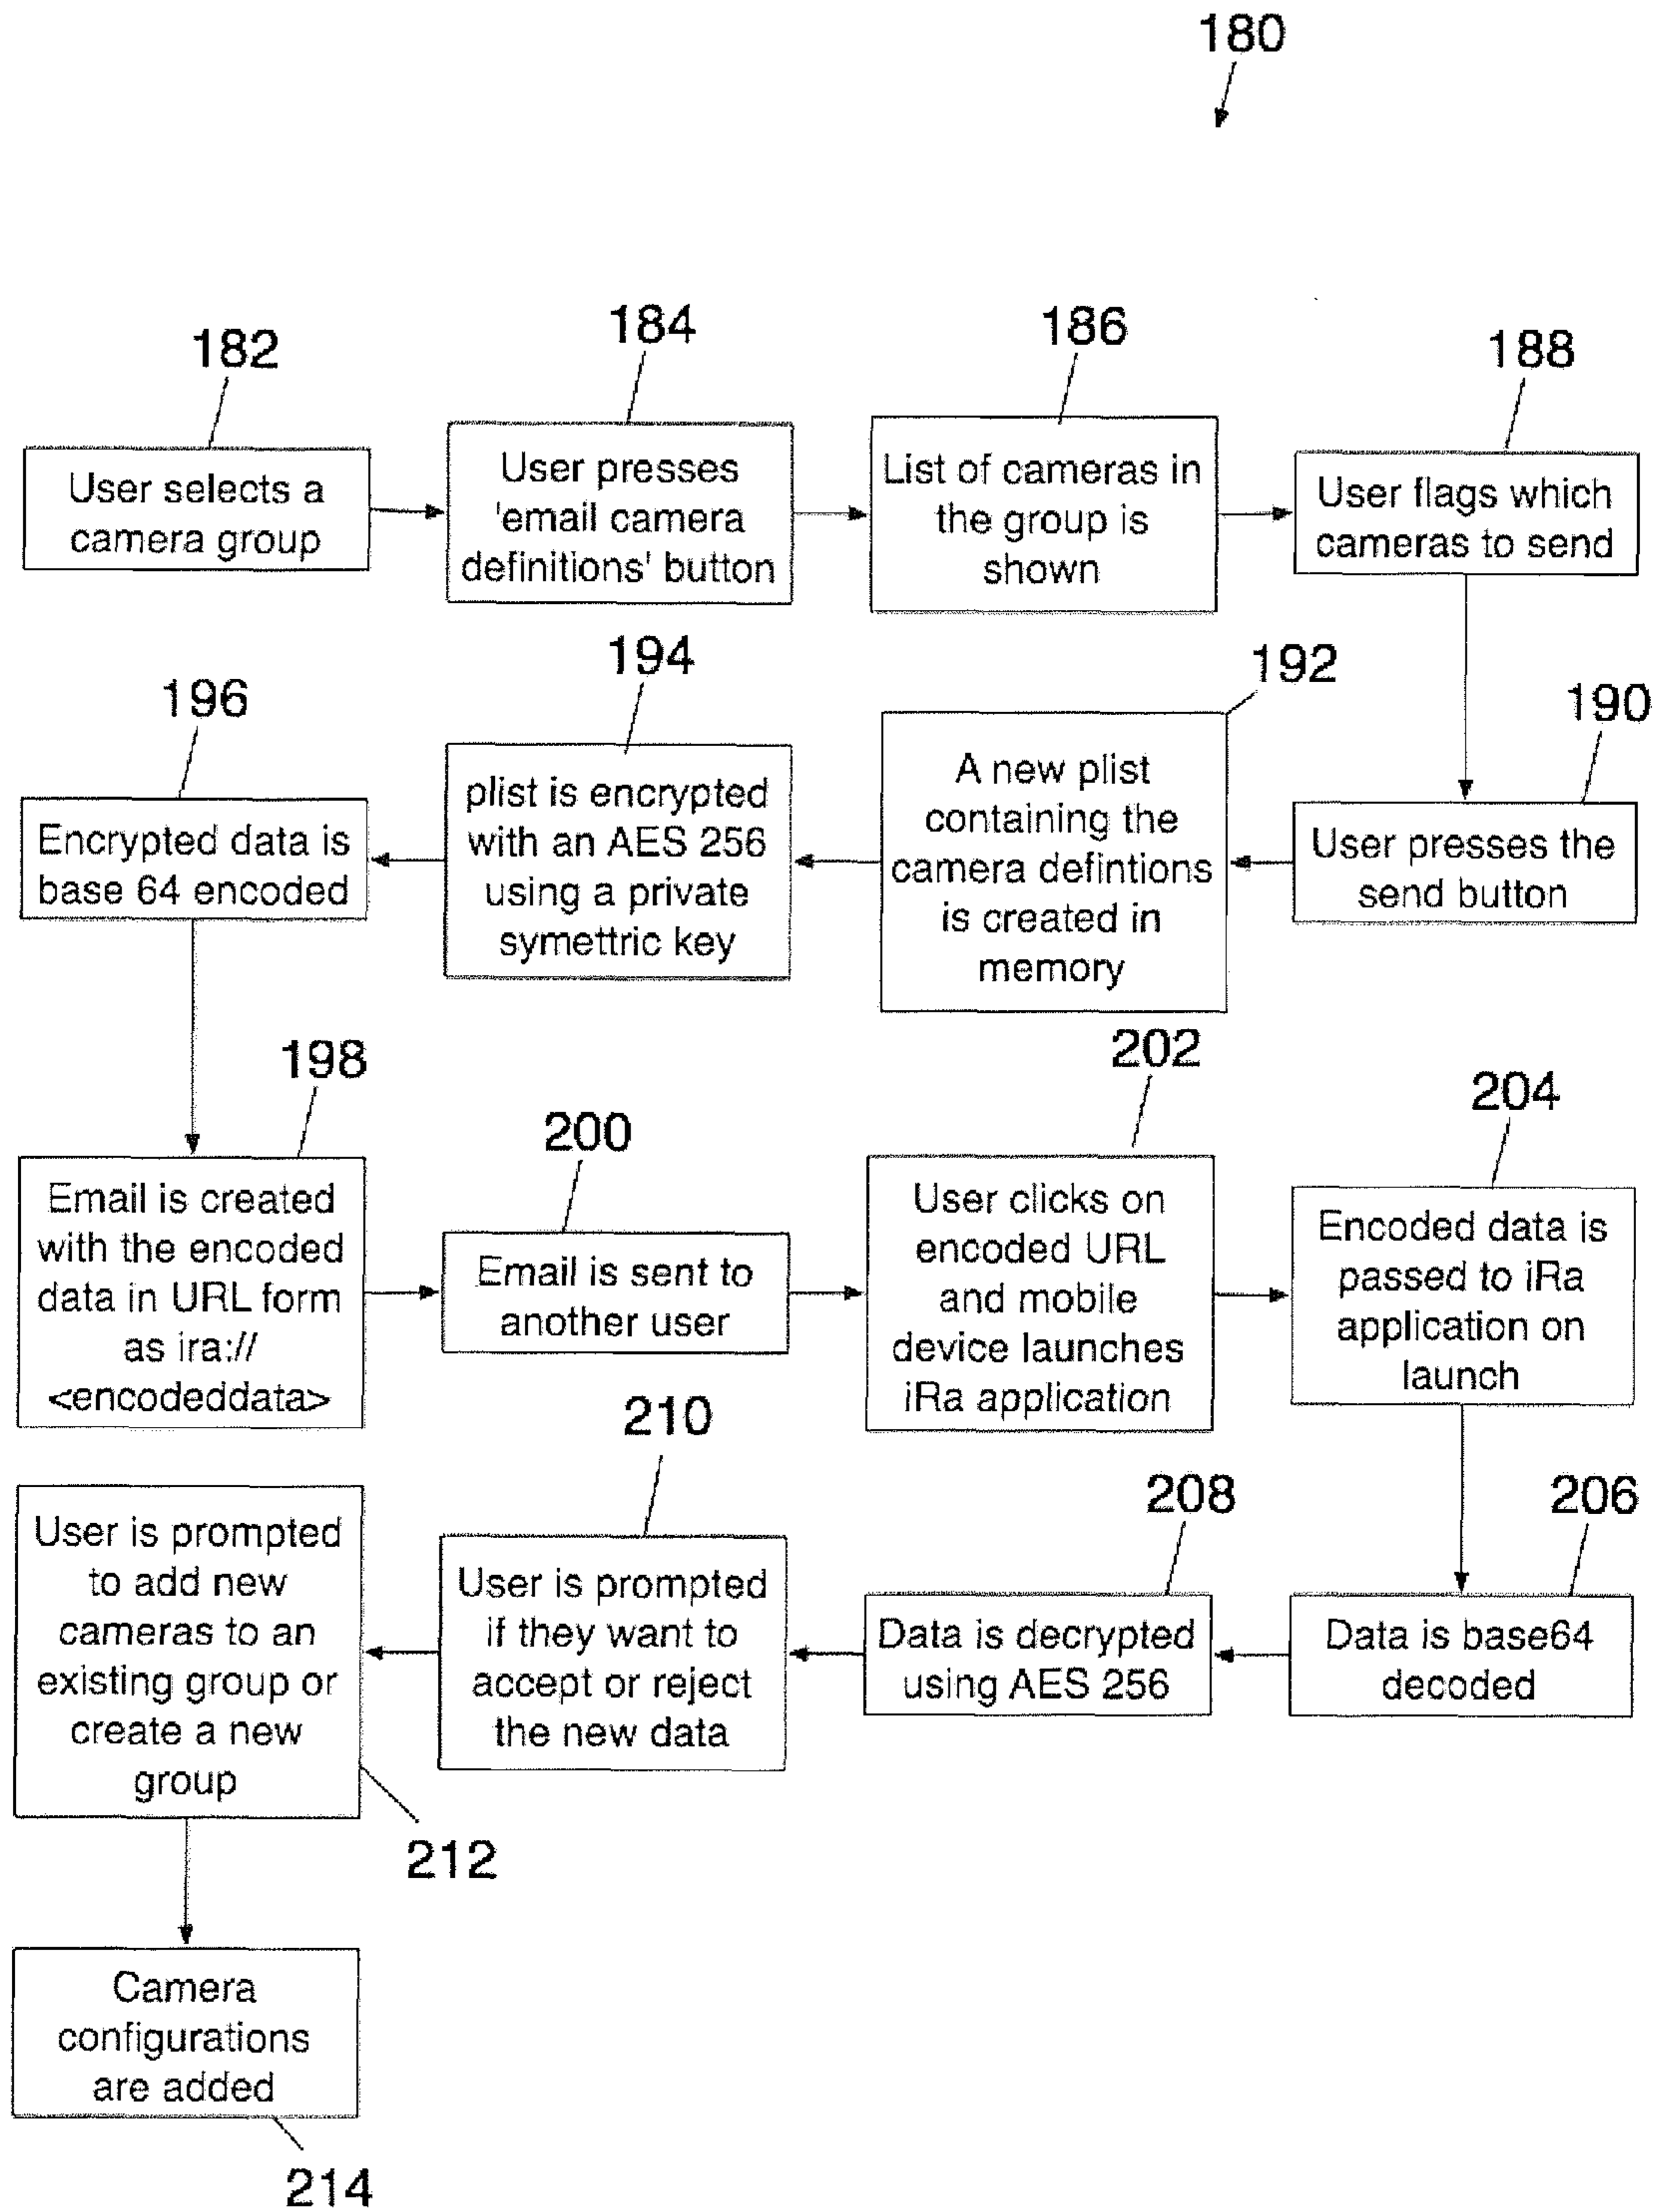 180
182
User selects a
camera group
184
User presses
'email camera
definitions' button
186
List of cameras in
the group is
shown
188
User flags which
cameras to send
190
User presses the
send button
192
A new plist
containing the
camera defintions
is created in
memory
194
plist is encrypted
with an AES 256
using a private
symettric key
196
Encrypted data is
base 64 encoded
198
Email is created
with the encoded
data in URL form
as ira://
<encodeddata>
200
Email is sent to
another user
202
User clicks on
encoded URL
and mobile
device launches
iRa application
204
Encoded data is
passed to iRa
application on
launch
206
Data is base64
decoded
208
Data is decrypted
using AES 256
210
User is prompted
if they want to
accept or reject
the new data
User is prompted
to add new
cameras to an
existing group or
create a new
group
212
Camera
configurations
are added
214